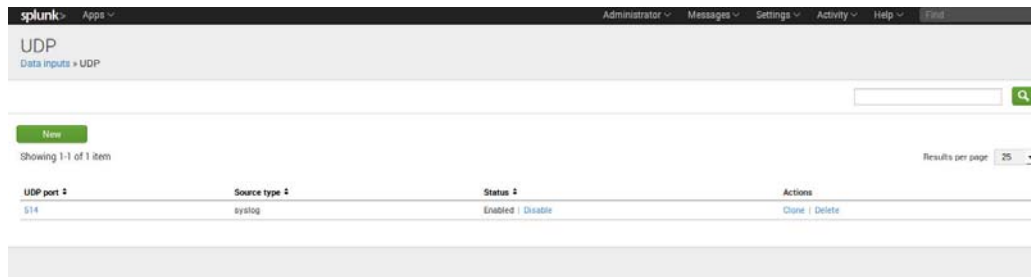 splunk> Apps Administrator Messages Settings Activity Help Find
UDP
Data inputs » UDP
New
Showing 1-1 of 1 item
Results per page 25
UDP port Source type Status Actions
514 syslog Enabled | Disable Clone | Delete